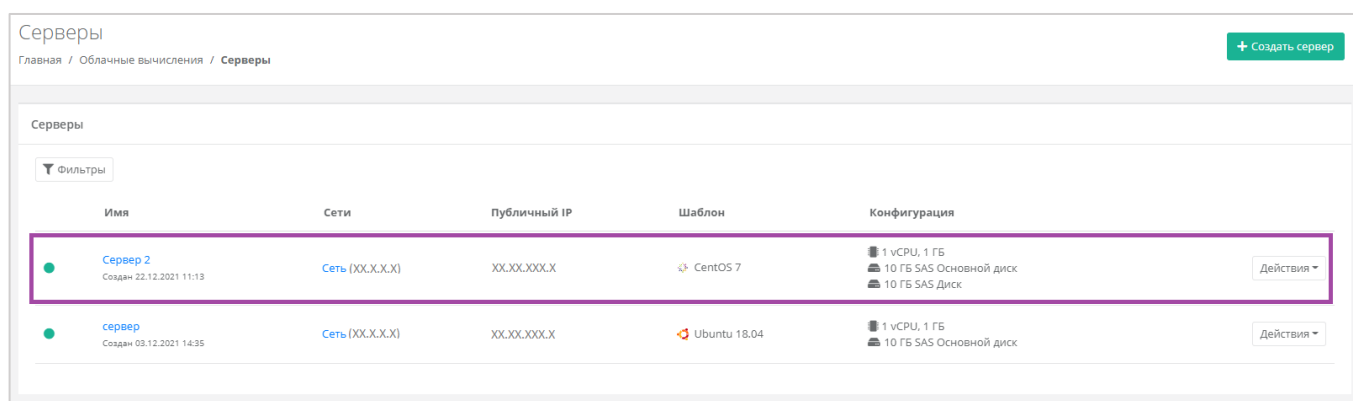 Серверы
+ Создать сервер
Главная / Облачные вычисления / Серверы
Серверы
Фильтры
Имя Сети Публичный IP Шаблон Конфигурация
Сервер 2
Создан 22.12.2021 11:13
Сеть (XX.X.X.X)
XX.XX.XXX.X
CentOS 7
1 vCPU, 1 ГБ
10 ГБ SAS Основной диск
10 ГБ SAS Диск
Действия
сервер
Создан 03.12.2021 14:35
Сеть (XX.X.X.X)
XX.XX.XXX.X
Ubuntu 18.04
1 vCPU, 1 ГБ
10 ГБ SAS Основной диск
Действия